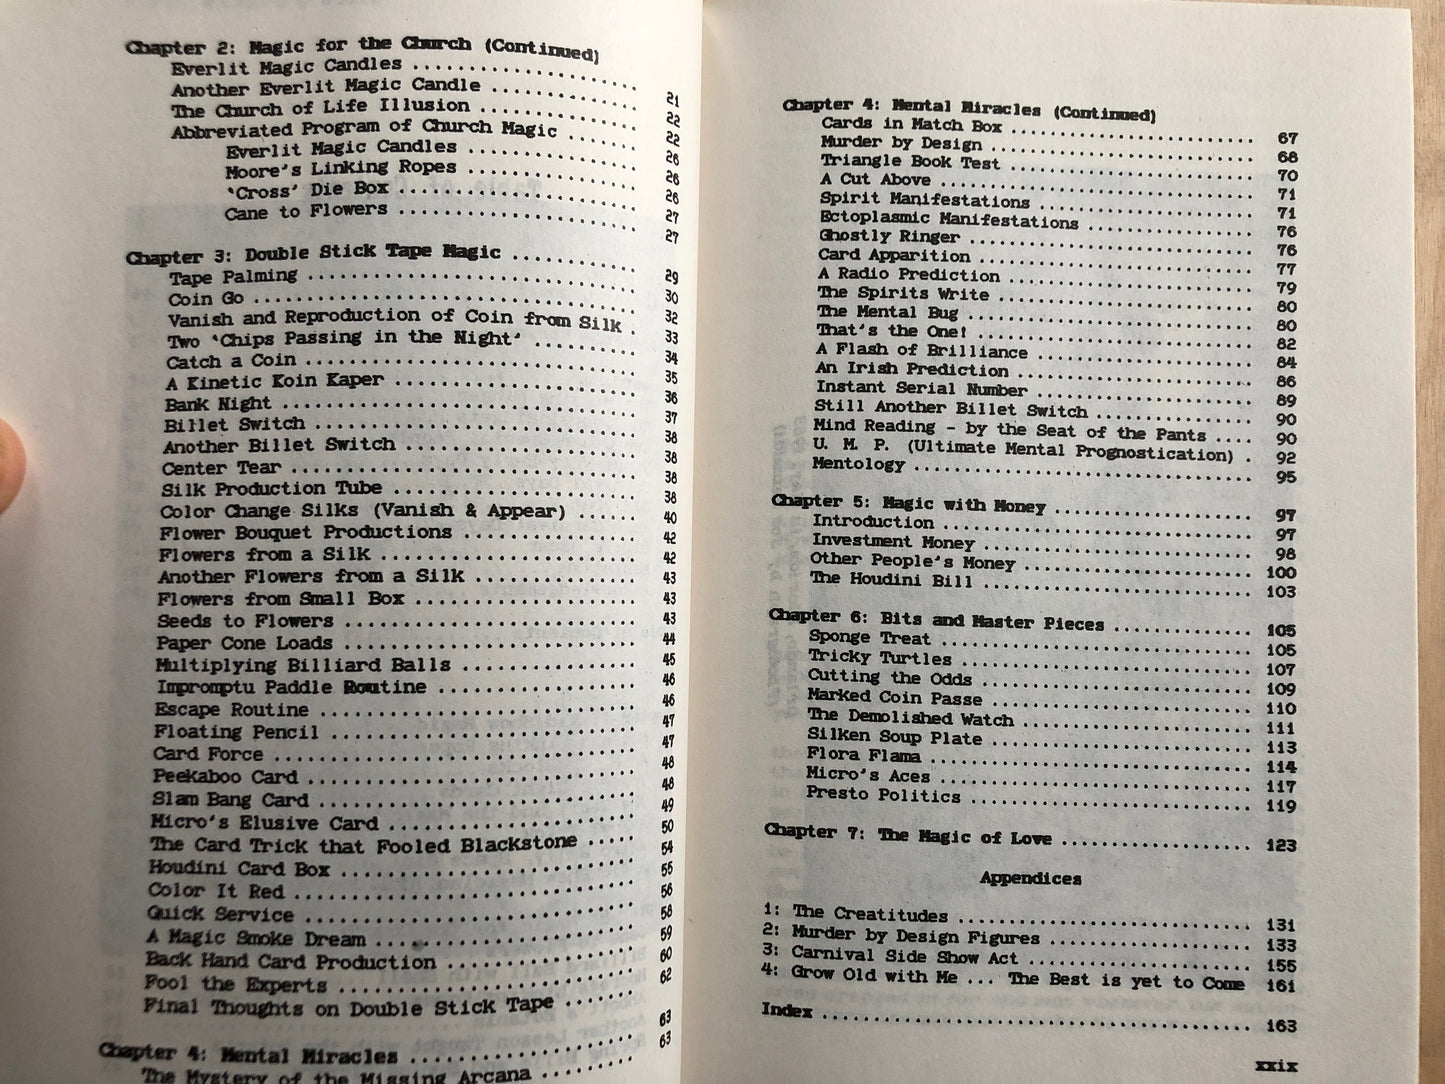 Chapter 2: Magic for the Church (Continued)
Everlit Magic Candles .................... 21
Another Everlit Magic Candle ............. 22
The Church of Life Illusion .............. 22
Abbreviated Program of Church Magic ...... 26
Everlit Magic Candles ................ 26
Moore's Linking Ropes ................ 26
'Cross' Die Box ...................... 27
Cane to Flowers ...................... 27
Chapter 3: Double Stick Tape Magic .......... 29
Tape Palming ............................. 30
Coin Go .................................. 32
Vanish and Reproduction of Coin from Silk . 33
Two 'Chips Passing in the Night' ......... 34
Catch a Coin ............................. 35
A Kinetic Koin Kaper ..................... 36
Bank Night ............................... 37
Billet Switch ............................ 38
Another Billet Switch .................... 38
Center Tear .............................. 38
Silk Production Tube ..................... 38
Color Change Silks (Vanish & Appear) ...... 40
Flower Bouquet Productions ............... 42
Flowers from a Silk ...................... 42
Another Flowers from a Silk .............. 43
Flowers from Small Box ................... 43
Seeds to Flowers ......................... 43
Paper Cone Loads ......................... 44
Multiplying Billiard Balls ............... 45
Impromptu Paddle Routine ................. 46
Escape Routine ........................... 46
Floating Pencil .......................... 47
Card Force ............................... 47
Peekaboo Card ............................ 48
Slam Bang Card ........................... 48
Micro's Elusive Card ..................... 49
The Card Trick that Fooled Blackstone ..... 50
Houdini Card Box ......................... 54
Color It Red ............................. 55
Quick Service ............................ 56
A Magic Smoke Dream ...................... 58
Back Hand Card Production ................ 59
Fool the Experts ......................... 60
Final Thoughts on Double Stick Tape ....... 62
Chapter 4: Mental Miracles .................. 63
The Mystery of the Missing Arcana ........ 63
Chapter 4: Mental Miracles (Continued)
Cards in Match Box ....................... 67
Murder by Design ......................... 68
Triangle Book Test ....................... 70
A Cut Above .............................. 71
Spirit Manifestations .................... 71
Ectoplasmic Manifestations ............... 76
Ghostly Ringer ........................... 76
Card Apparition .......................... 77
A Radio Prediction ....................... 79
The Spirits Write ........................ 80
The Mental Bug ........................... 80
That's the One! .......................... 82
A Flash of Brilliance .................... 84
An Irish Prediction ...................... 86
Instant Serial Number .................... 89
Still Another Billet Switch .............. 90
Mind Reading - by the Seat of the Pants .... 90
U. M. P. (Ultimate Mental Prognostication) . 92
Mentology ................................ 95
Chapter 5: Magic with Money ................. 97
Introduction ............................. 97
Investment Money ......................... 98
Other People's Money ..................... 100
The Houdini Bill ......................... 103
Chapter 6: Bits and Master Pieces ........... 105
Sponge Treat ............................. 105
Tricky Turtles ........................... 107
Cutting the Odds ......................... 109
Marked Coin Passe ........................ 110
The Demolished Watch ..................... 111
Silken Soup Plate ........................ 113
Flora Flama .............................. 114
Micro's Aces ............................. 117
Presto Politics .......................... 119
Chapter 7: The Magic of Love ................ 123
Appendices
1: The Creatitudes .......................... 131
2: Murder by Design Figures ................. 133
3: Carnival Side Show Act ................... 155
4: Grow Old with Me ... The Best is yet to Come 161
Index ....................................... 163
xxix